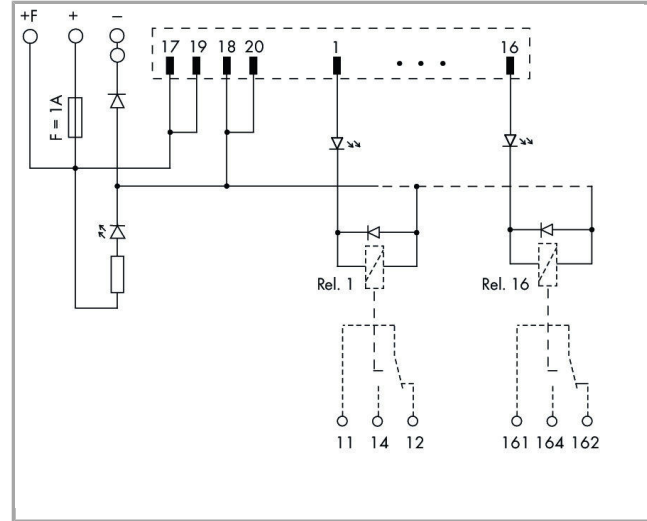 +F + −
17 19 18 20 1 • • • 16
F = 1A
Rel. 1 Rel. 16
11 14 12 161 164 162